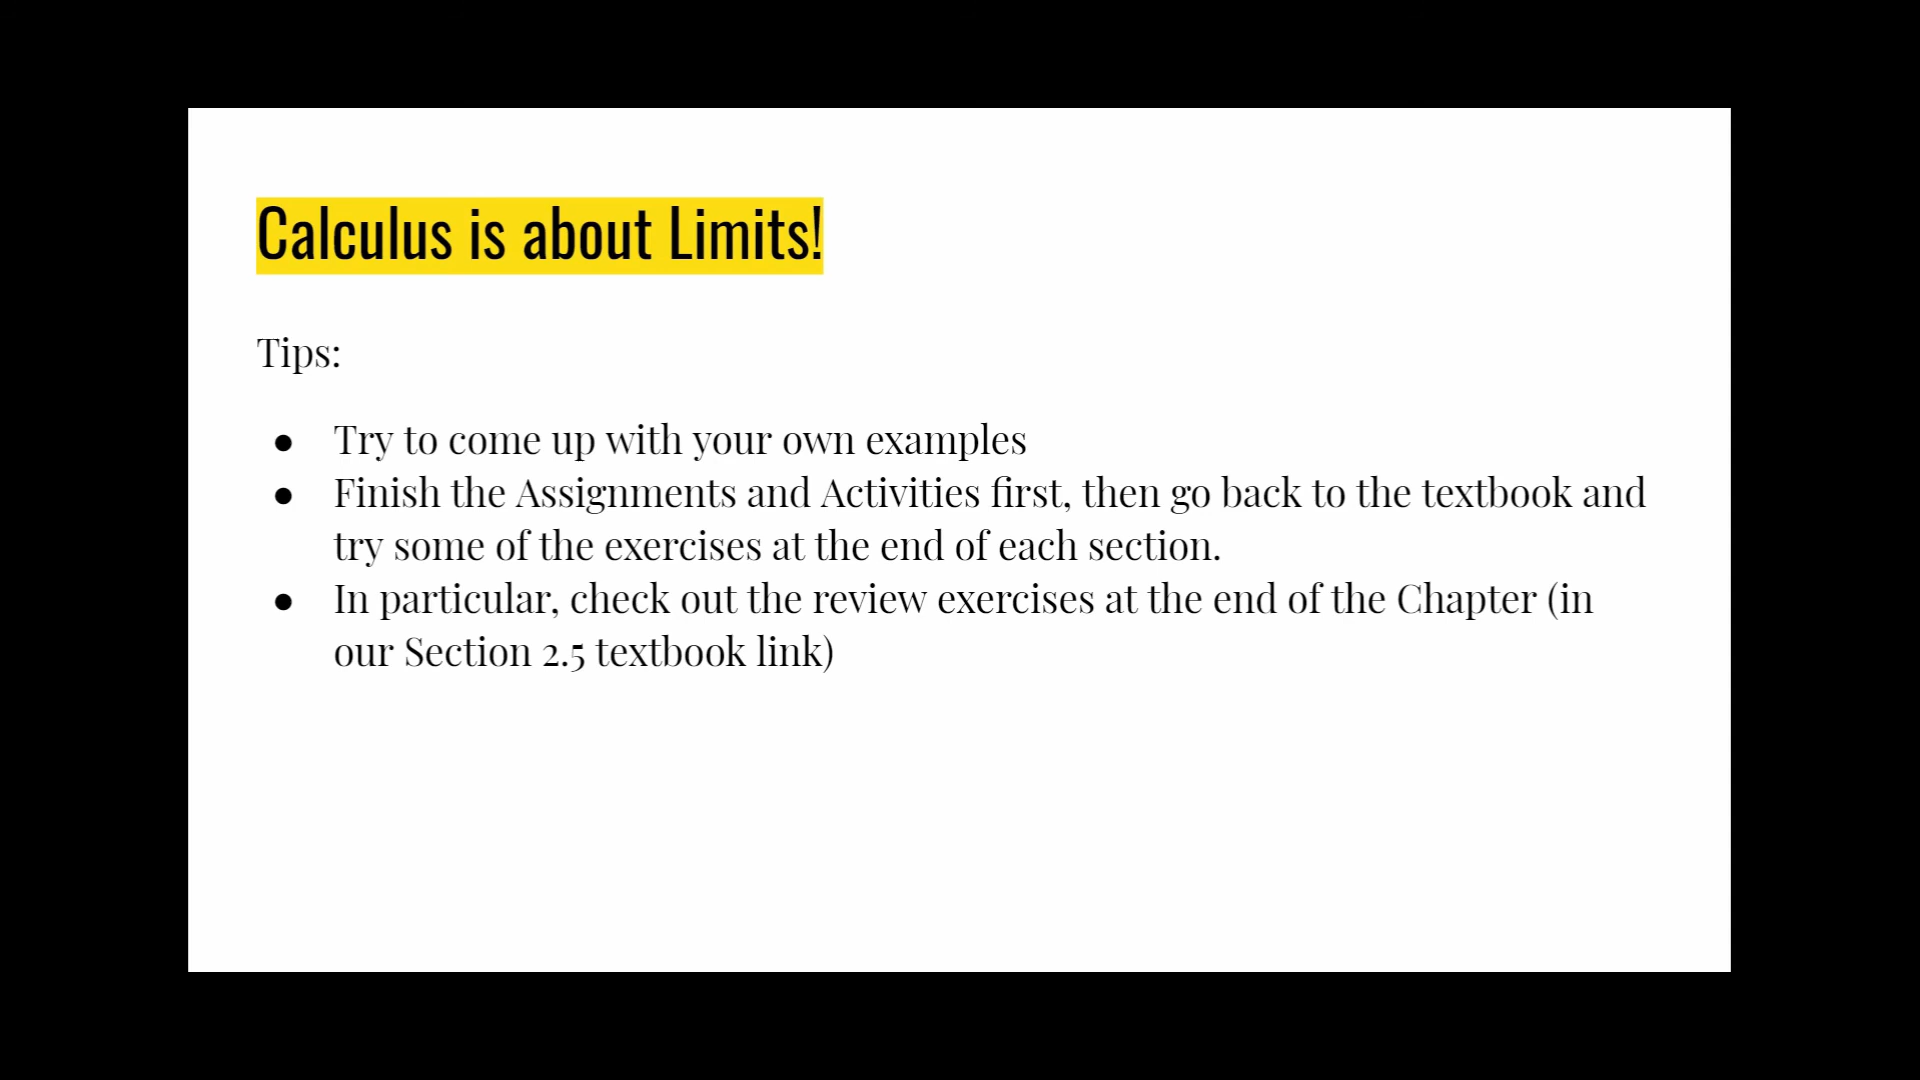 Calculus is about Limits!
Tips:
● Try to come up with your own examples
● Finish the Assignments and Activities first, then go back to the textbook and
try some of the exercises at the end of each section.
● In particular, check out the review exercises at the end of the Chapter (in
our Section 2.5 textbook link)